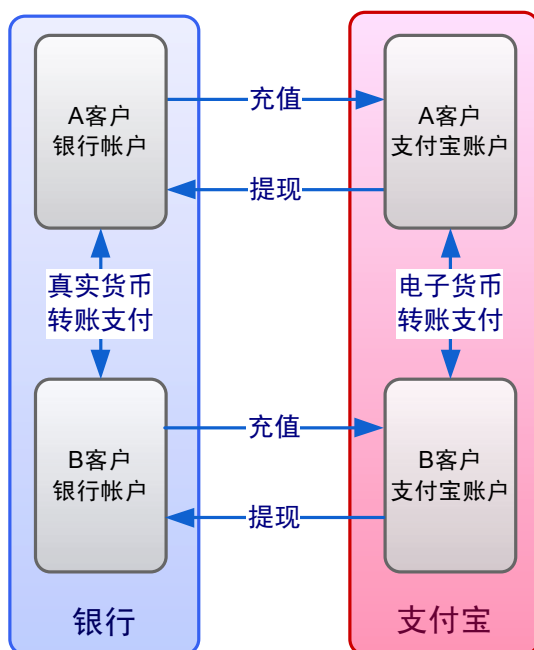 A客户
银行帐户
充值
A客户
支付宝账户
提现
真实货币
转账支付
电子货币
转账支付
B客户
银行帐户
充值
B客户
支付宝账户
提现
银行
支付宝